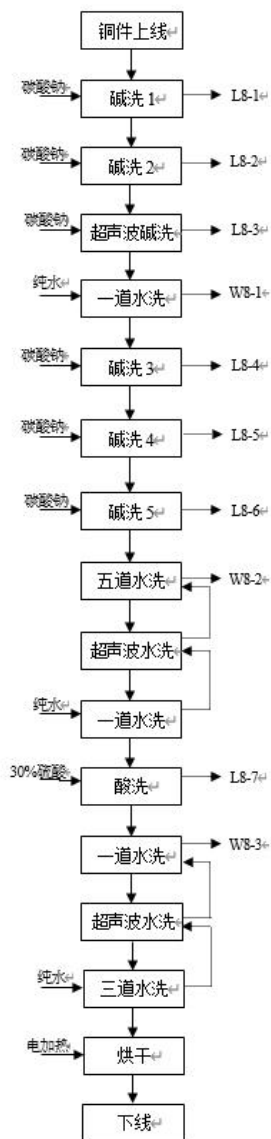 铜件上线
碳酸钠 碱洗 1 L8-1
碳酸钠 碱洗 2 L8-2
碳酸钠 超声波碱洗 L8-3
纯水 一道水洗 W8-1
碳酸钠 碱洗 3 L8-4
碳酸钠 碱洗 4 L8-5
碳酸钠 碱洗 5 L8-6
五道水洗 W8-2
超声波水洗
纯水 一道水洗
30%硫酸 酸洗 L8-7
一道水洗 W8-3
超声波水洗
纯水 三道水洗
电加热 烘干
下线